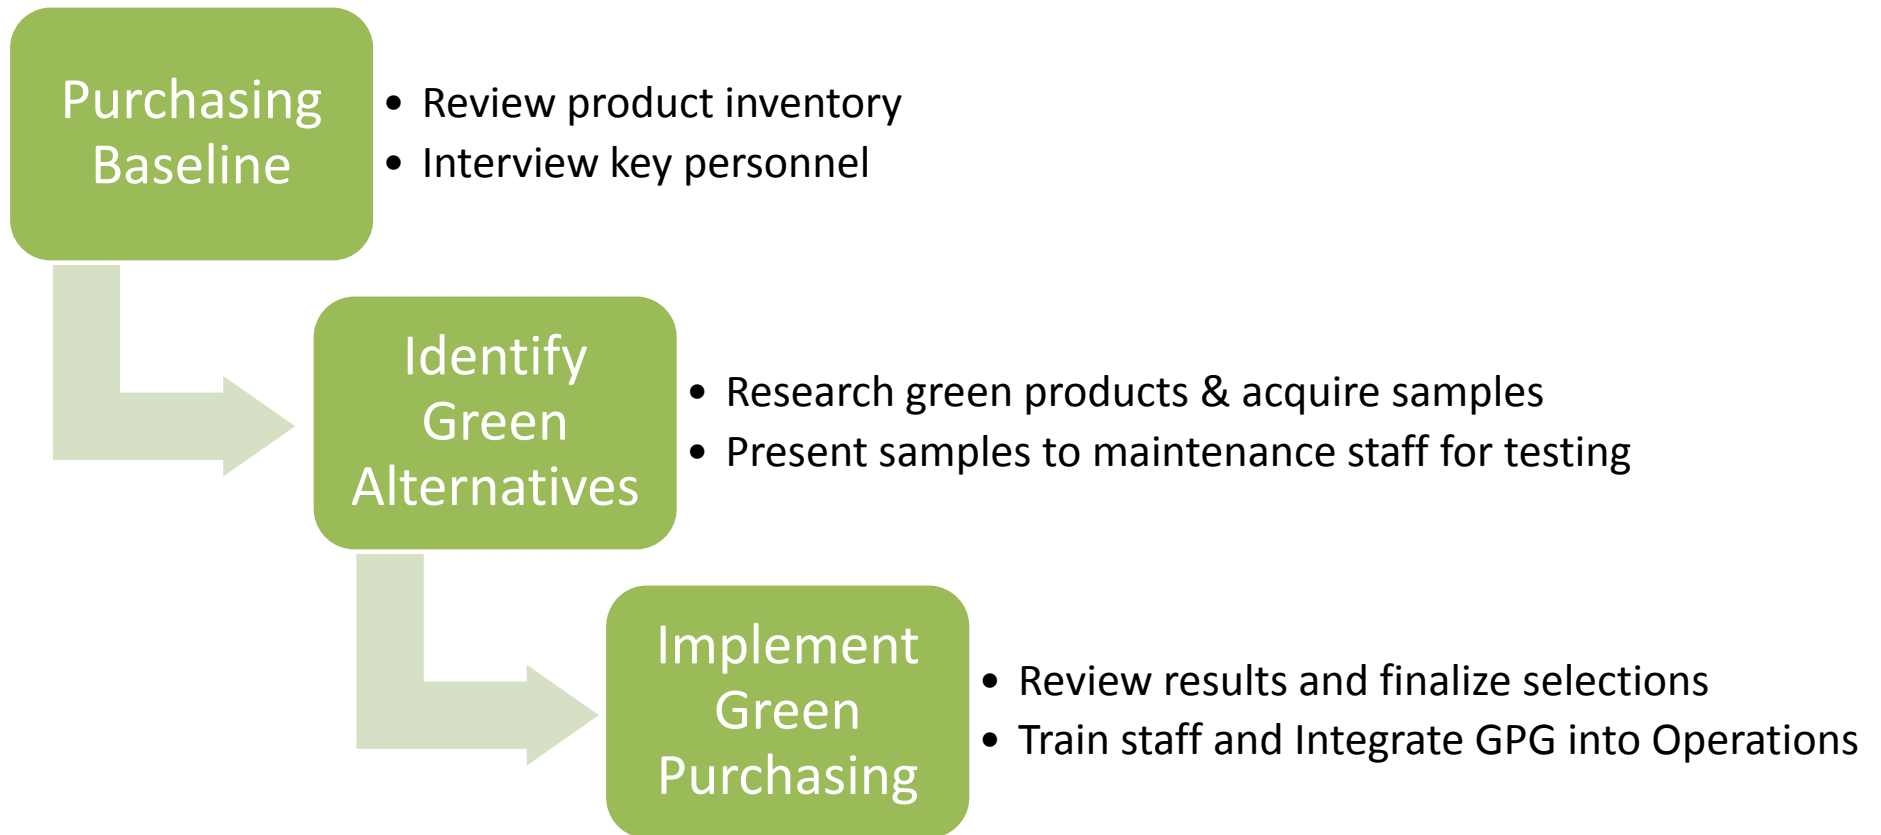 Purchasing
Baseline
• Review product inventory
• Interview key personnel
Identify
Green
Alternatives
• Research green products & acquire samples
• Present samples to maintenance staff for testing
Implement
Green
Purchasing
• Review results and finalize selections
• Train staff and Integrate GPG into Operations